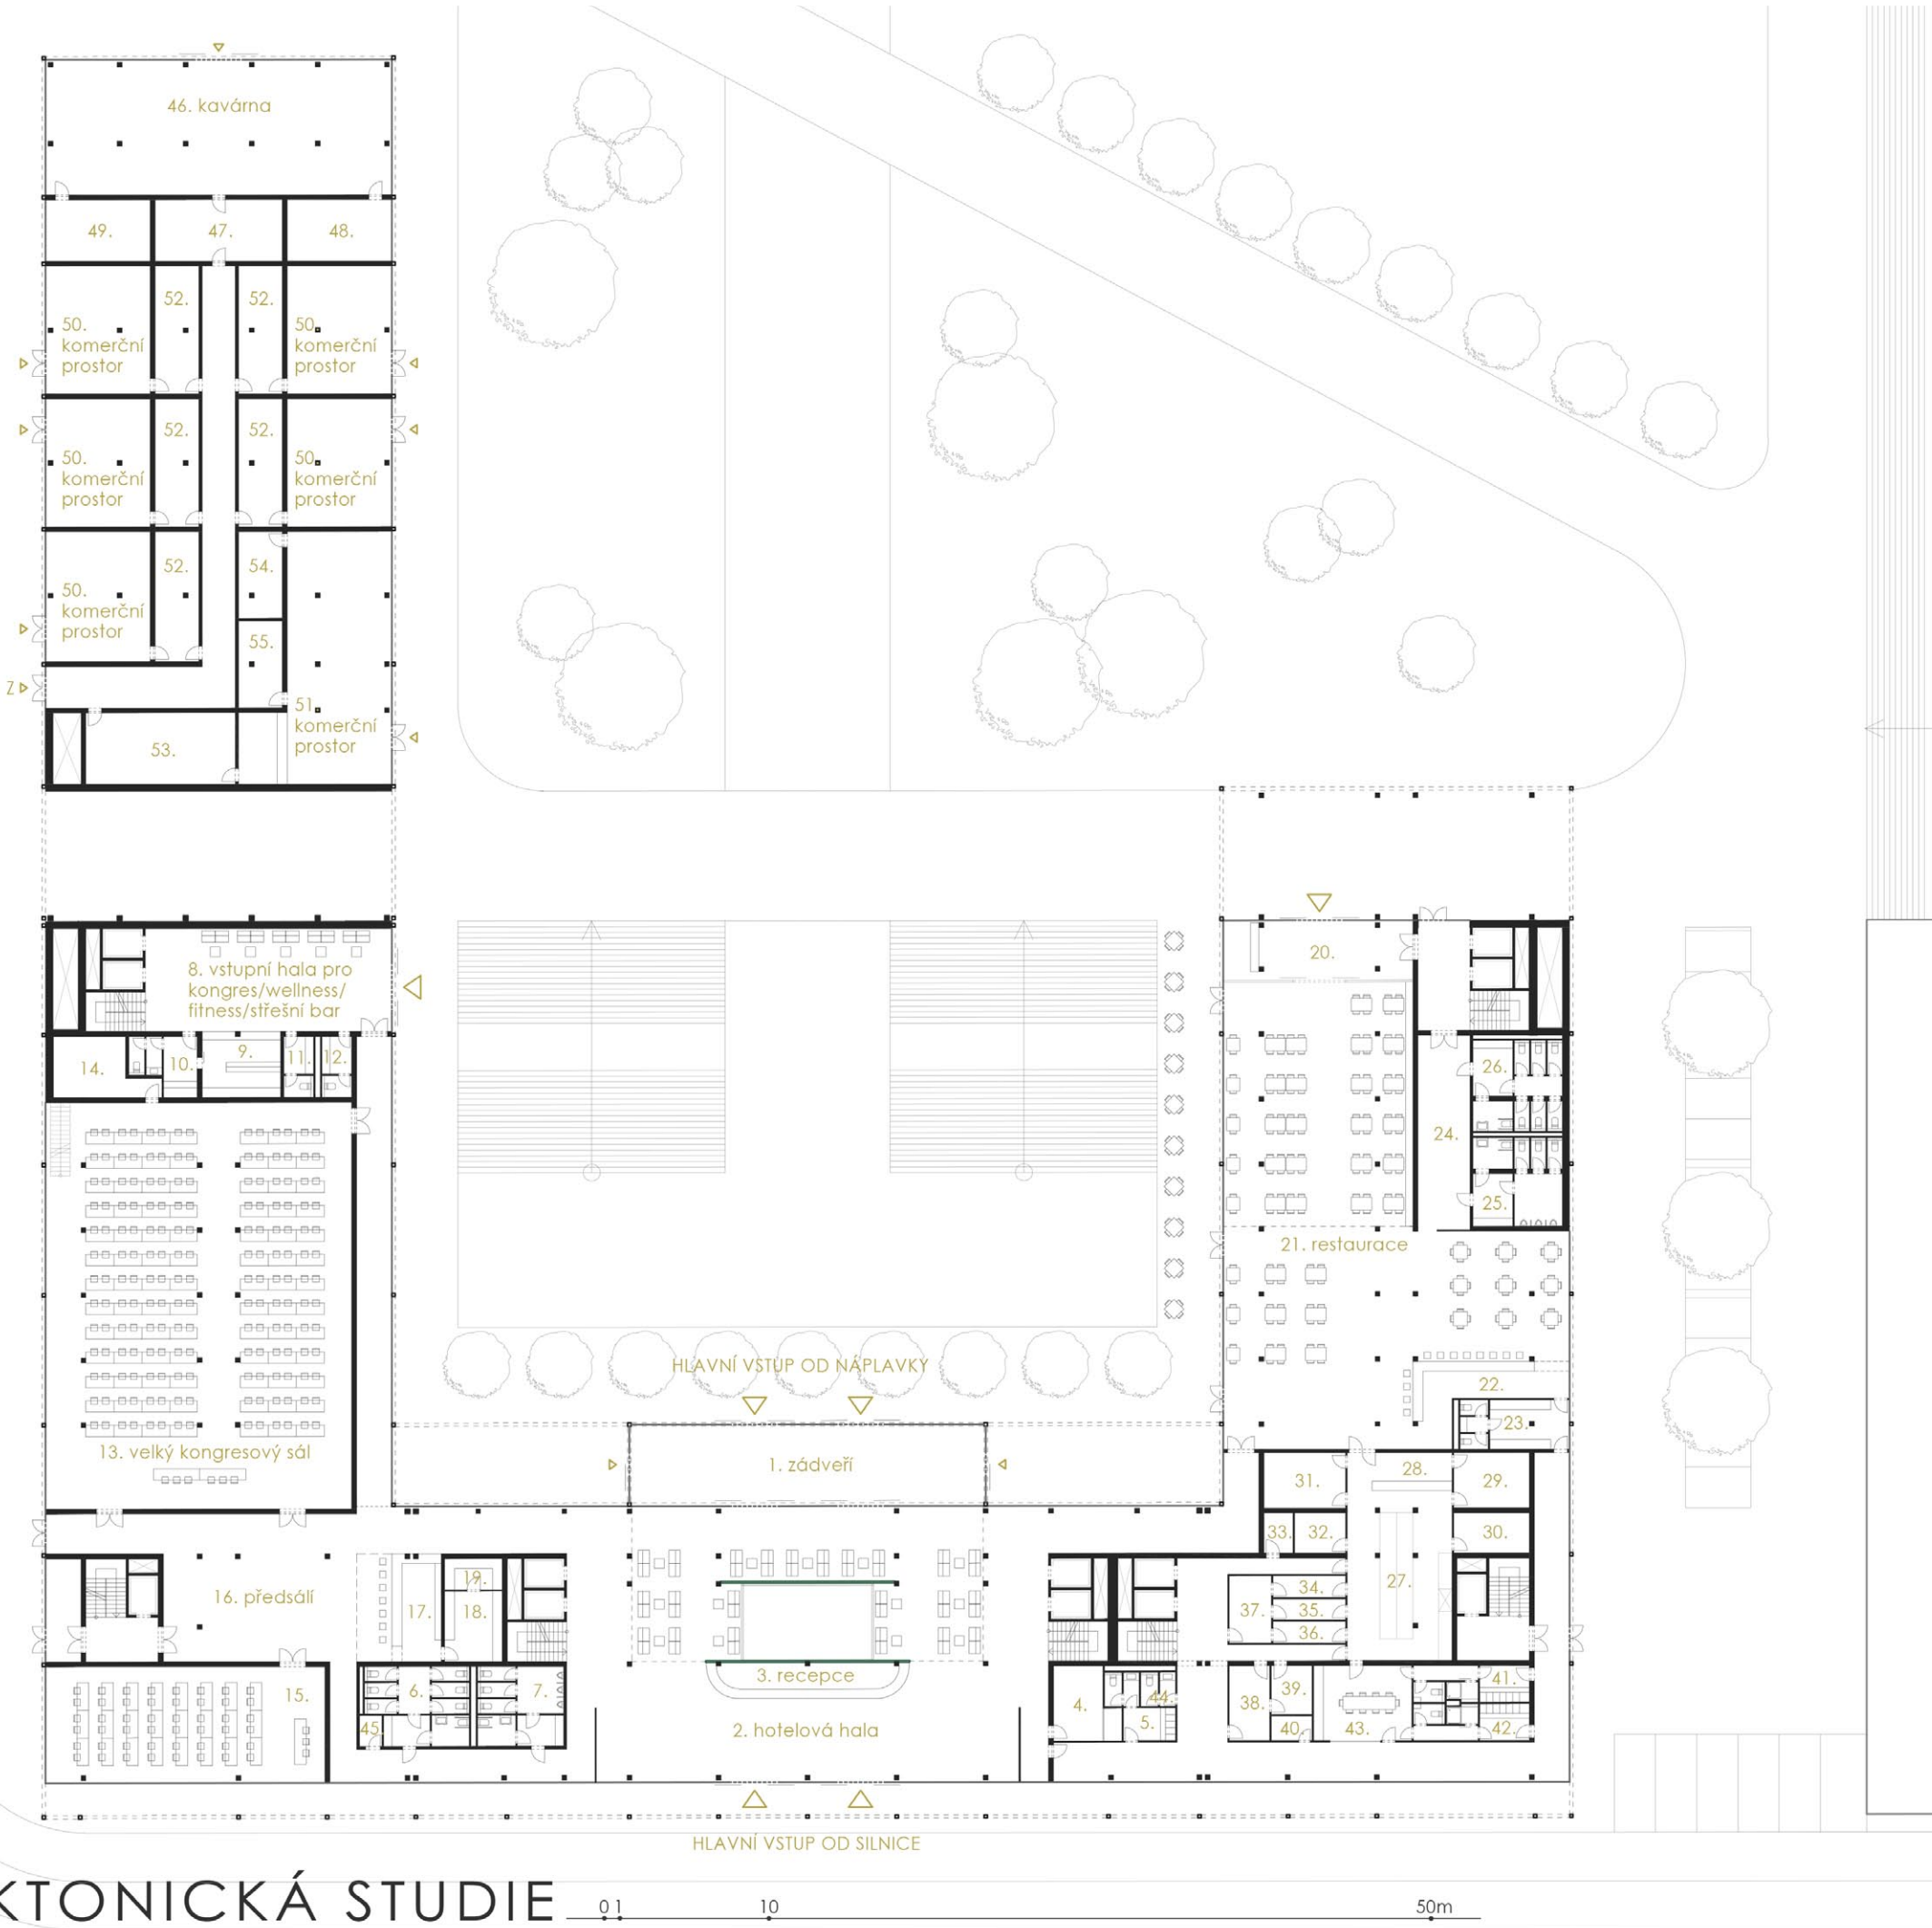 46. kavárna
49.
47.
48.
52.
52.
50.
komerční
prostor
50.
komerční
prostor
52.
52.
50.
komerční
prostor
50.
komerční
prostor
52.
54.
50.
komerční
prostor
55.
Z
51.
komerční
prostor
53.
8. vstupní hala pro
kongres/wellness/
fitness/střešní bar
20.
14.
10.
9.
11.
12.
26.
24.
25.
21. restaurace
HLAVNÍ VSTUP OD NÁPLAVKY
22.
23.
13. velký kongresový sál
1. zádveří
31.
28.
29.
33.
32.
30.
16. předsálí
17.
19.
18.
27.
34.
35.
36.
37.
3. recepce
15.
6.
7.
45.
2. hotelová hala
4.
44.
5.
38.
39.
40.
43.
41.
42.
HLAVNÍ VSTUP OD SILNICE
KTONICKÁ STUDIE
0 1 10 50m